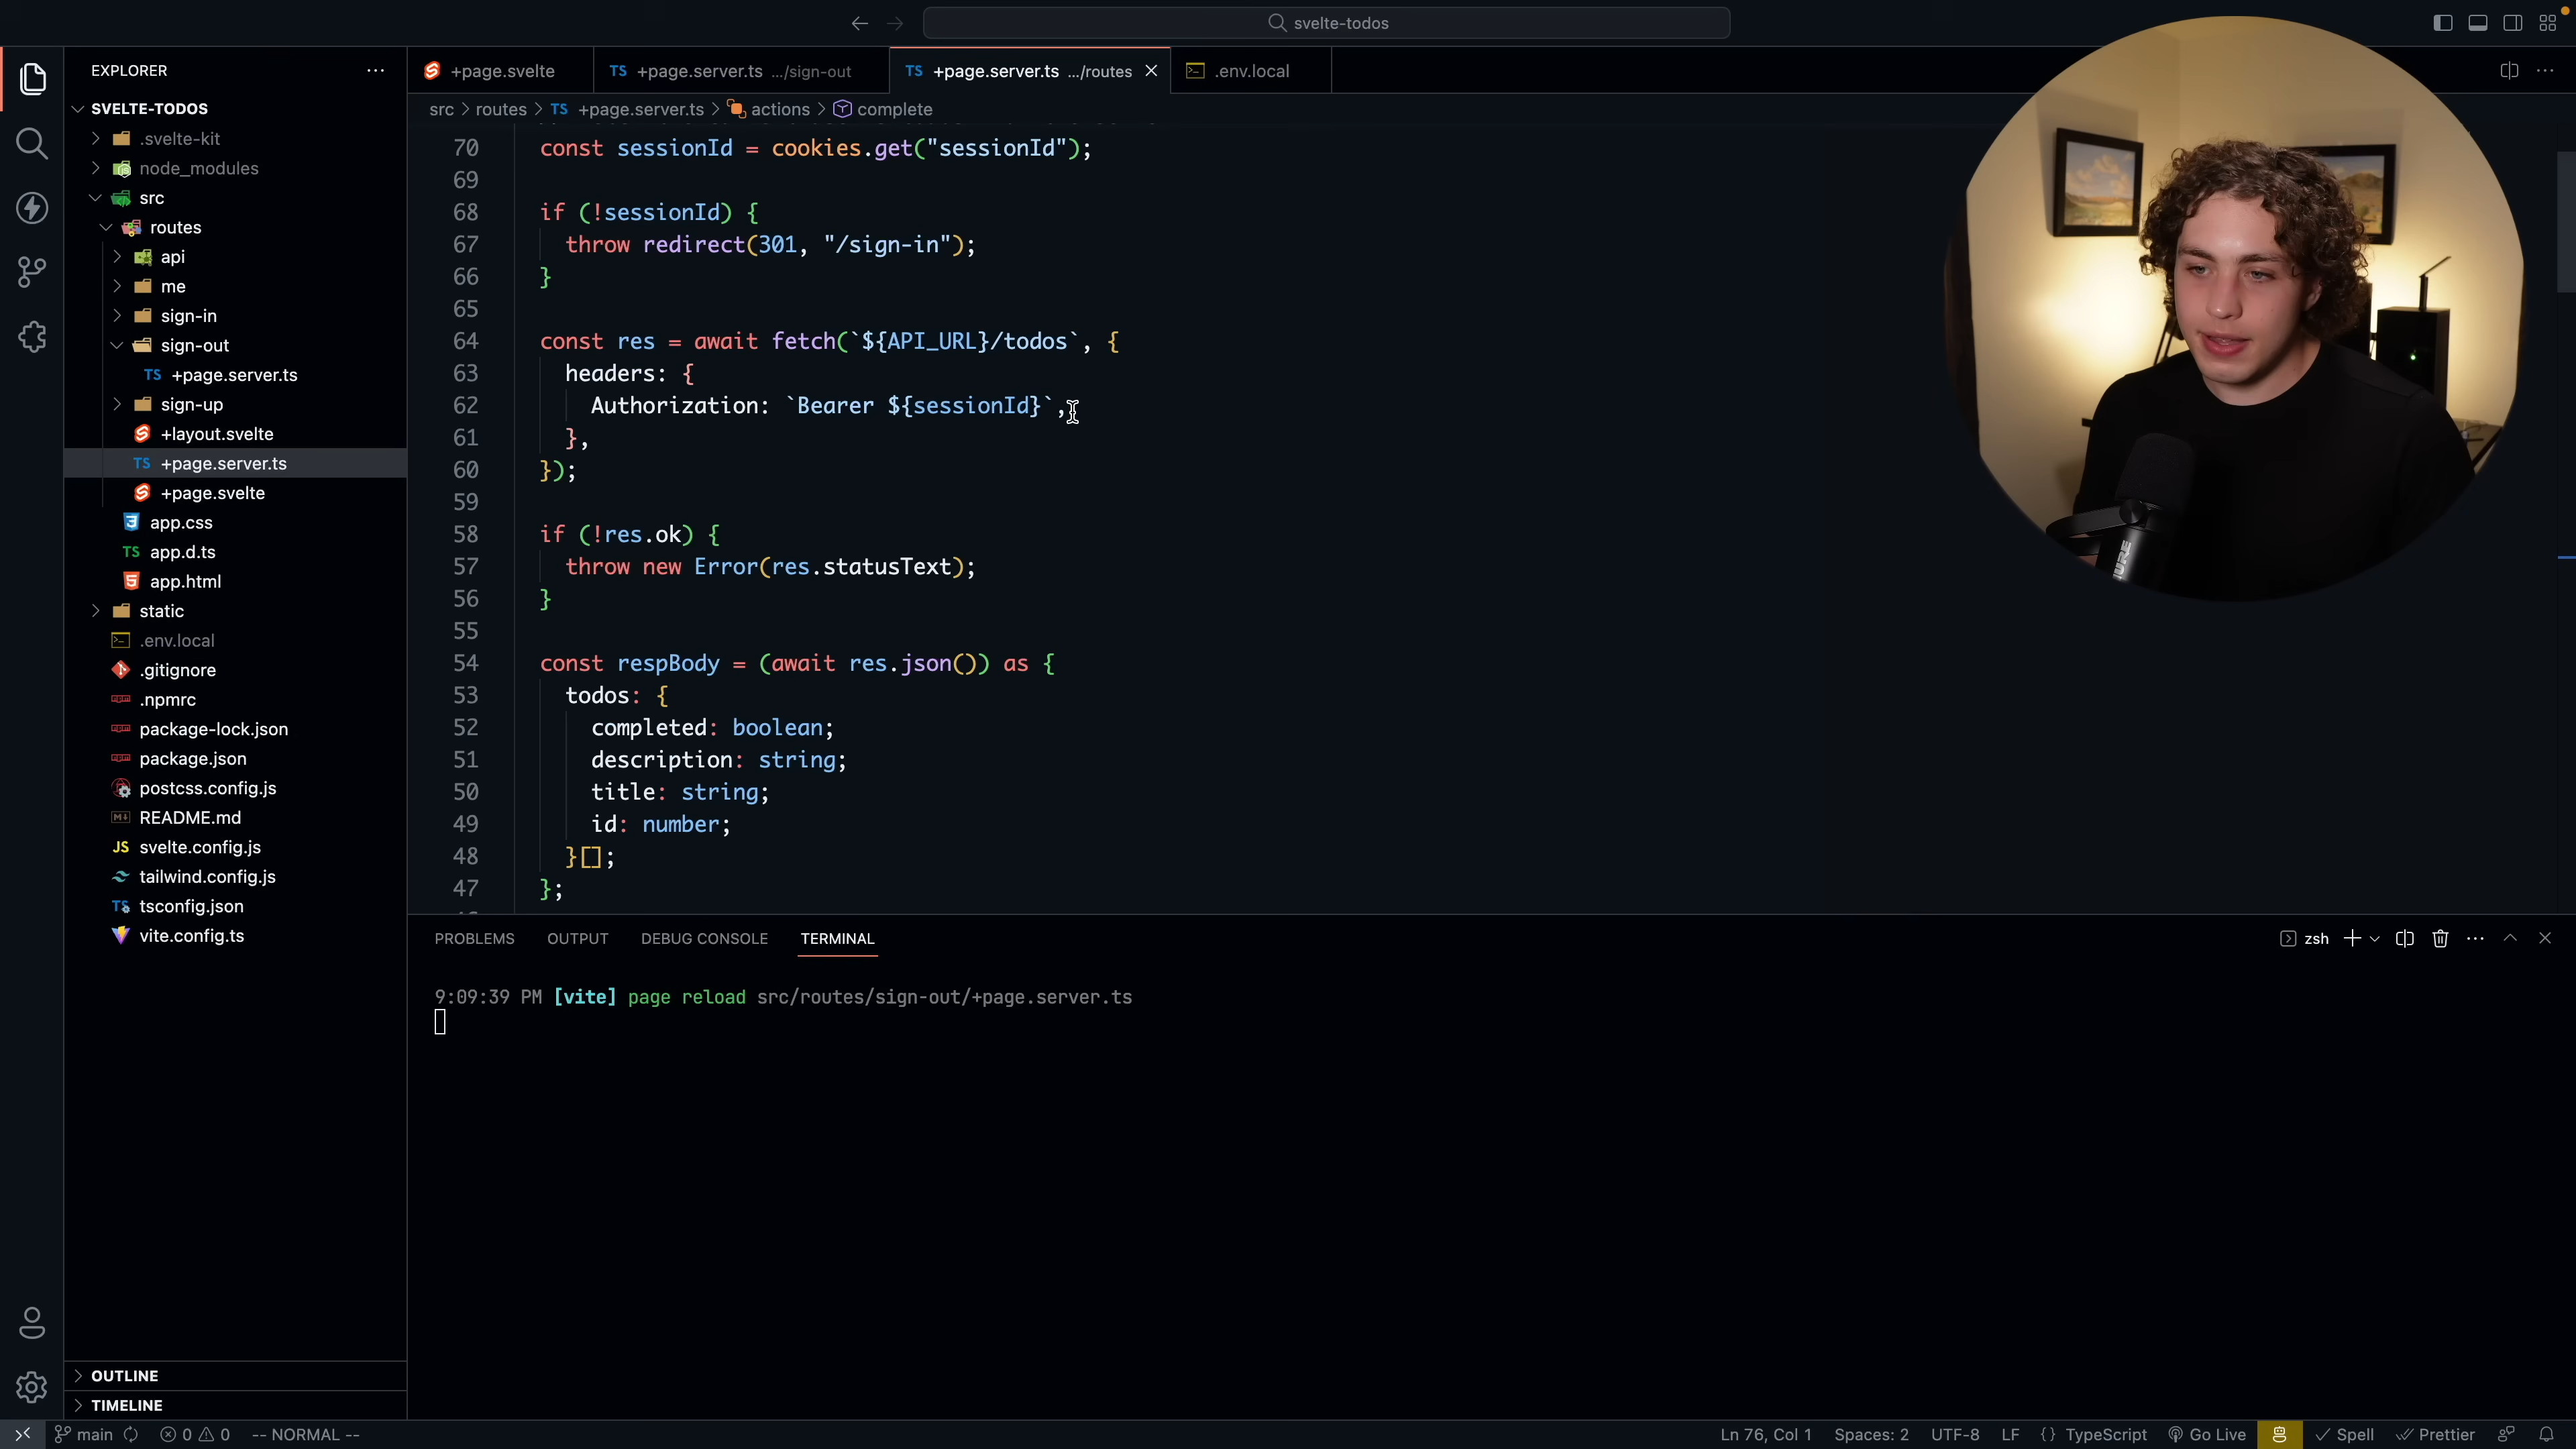 svelte-todos
EXPLORER
SVELTE-TODOS
.svelte-kit
node_modules
src
routes
api
me
sign-in
sign-out
TS +page.server.ts
sign-up
+layout.svelte
TS +page.server.ts
+page.svelte
app.css
TS app.d.ts
app.html
static
.env.local
.gitignore
.npmrc
package-lock.json
package.json
postcss.config.js
README.md
JS svelte.config.js
tailwind.config.js
TS tsconfig.json
vite.config.ts
OUTLINE
TIMELINE
+page.svelte
TS +page.server.ts .../sign-out
TS +page.server.ts .../routes
.env.local
src > routes > TS +page.server.ts > actions > complete
70 const sessionId = cookies.get("sessionId");
69
68 if (!sessionId) {
67 throw redirect(301, "/sign-in");
66 }
65
64 const res = await fetch(`${API_URL}/todos`, {
63 headers: {
62 Authorization: `Bearer ${sessionId}`,
61 },
60 });
59
58 if (!res.ok) {
57 throw new Error(res.statusText);
56 }
55
54 const respBody = (await res.json()) as {
53 todos: {
52 completed: boolean;
51 description: string;
50 title: string;
49 id: number;
48 }[];
47 };
PROBLEMS OUTPUT DEBUG CONSOLE TERMINAL
zsh
9:09:39 PM [vite] page reload src/routes/sign-out/+page.server.ts
main 0 0 -- NORMAL --
Ln 76, Col 1 Spaces: 2 UTF-8 LF {} TypeScript Go Live Spell Prettier